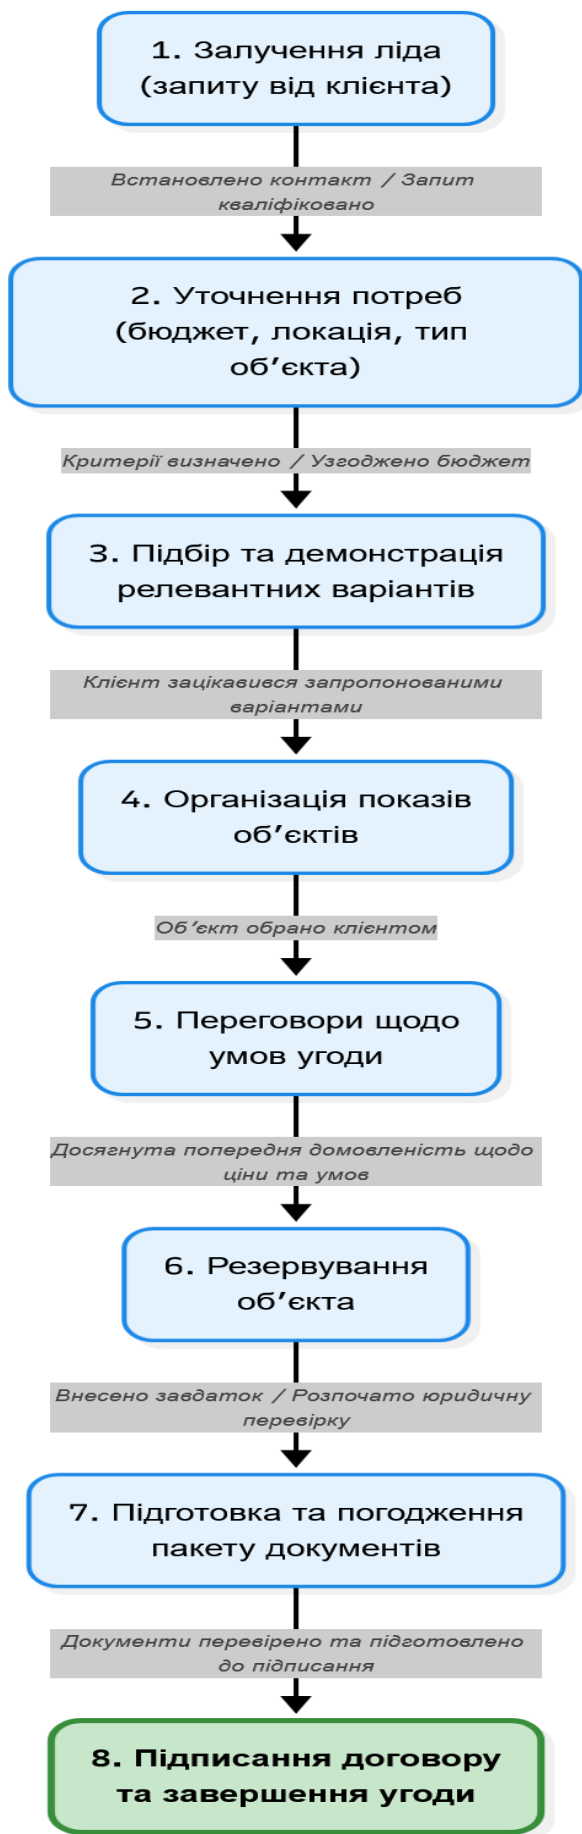 1. Залучення ліда
(запиту від клієнта)
Встановлено контакт / Запит
кваліфіковано
2. Уточнення потреб
(бюджет, локація, тип
об’єкта)
Критерії визначено / Узгоджено бюджет
3. Підбір та демонстрація
релевантних варіантів
Клієнт зацікавився запропонованими
варіантами
4. Організація показів
об’єктів
Об’єкт обрано клієнтом
5. Переговори щодо
умов угоди
Досягнута попередня домовленість щодо
ціни та умов
6. Резервування
об’єкта
Внесено завдаток / Розпочато юридичну
перевірку
7. Підготовка та погодження
пакету документів
Документи перевірено та підготовлено
до підписання
8. Підписання договору
та завершення угоди